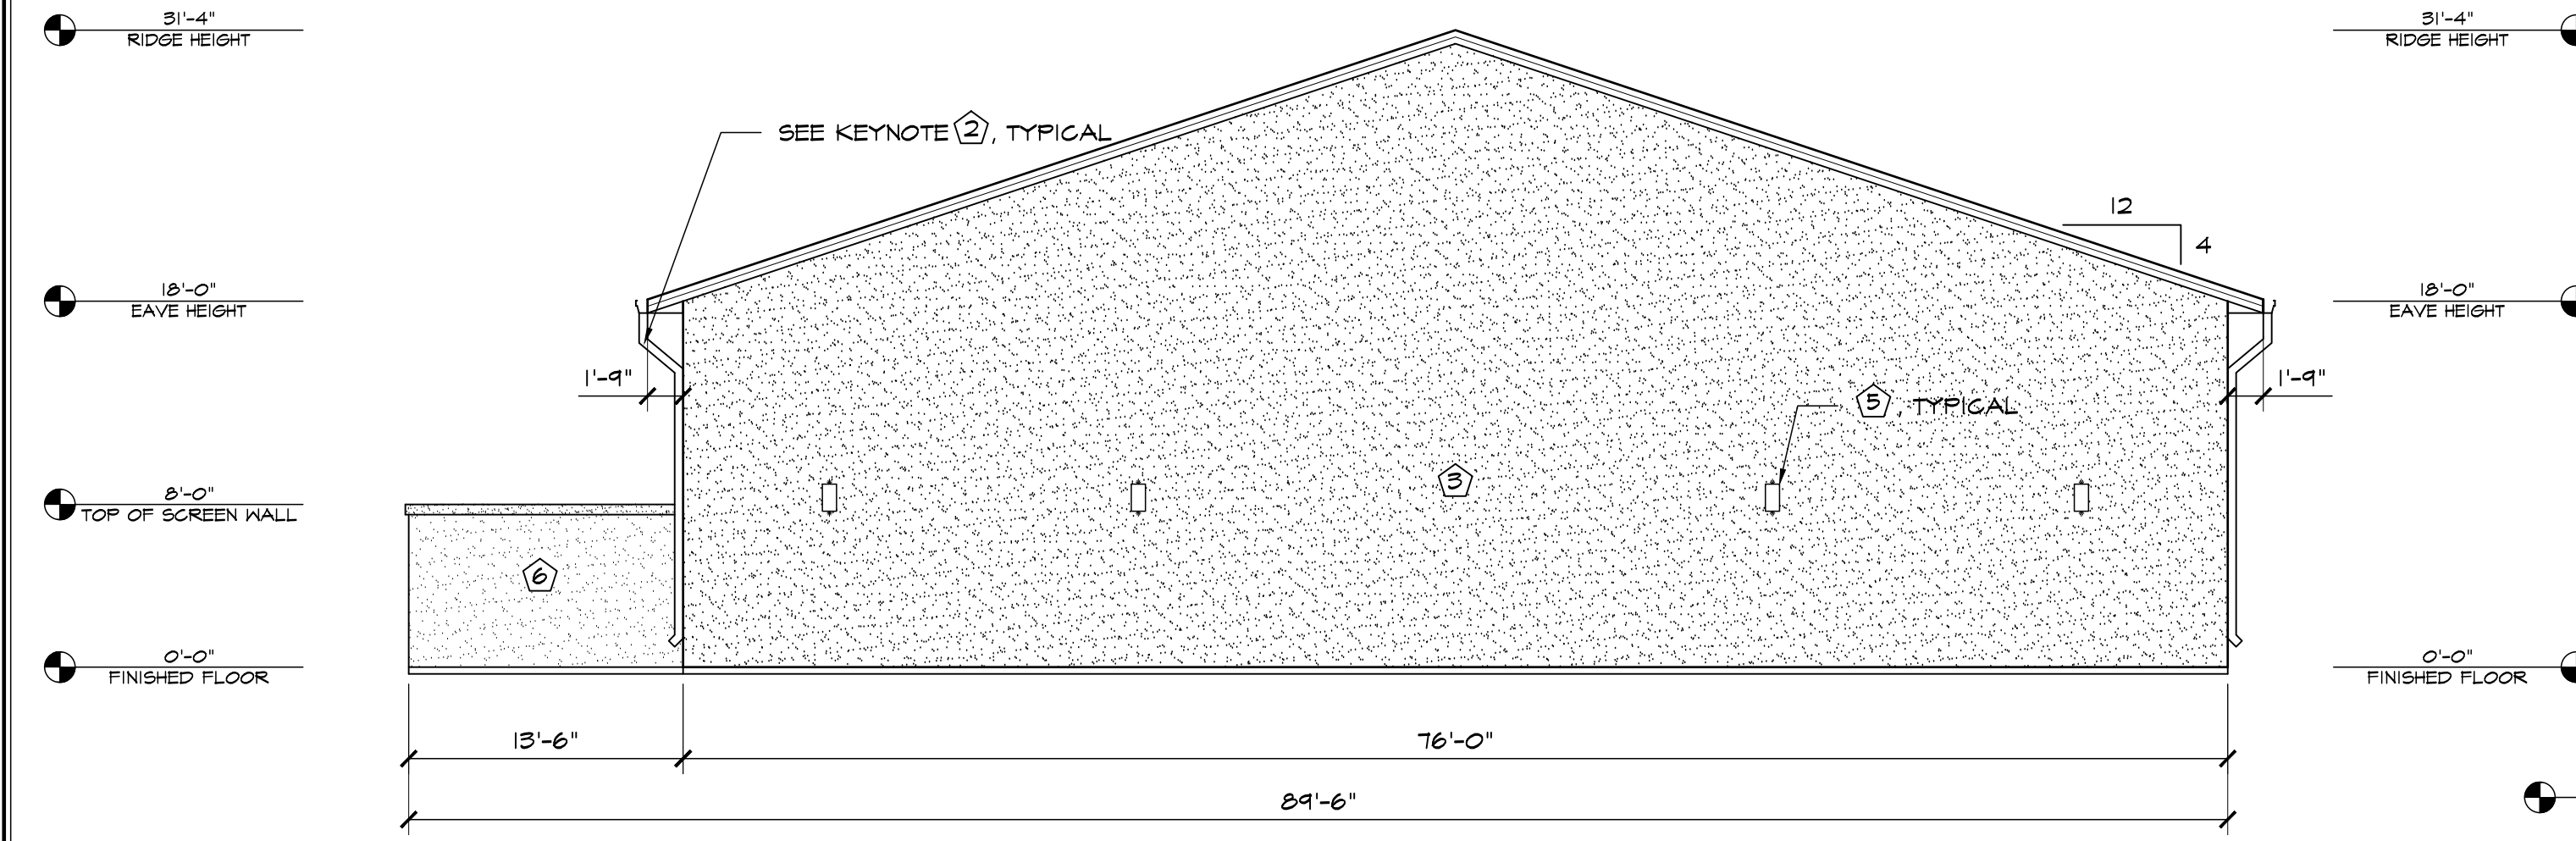 31'-4"
RIDGE HEIGHT
31'-4"
RIDGE HEIGHT
SEE KEYNOTE 2, TYPICAL
12
4
18'-0"
EAVE HEIGHT
18'-0"
EAVE HEIGHT
1'-9"
1'-9"
5, TYPICAL
3
8'-0"
TOP OF SCREEN WALL
6
0'-0"
FINISHED FLOOR
0'-0"
FINISHED FLOOR
13'-6"
76'-0"
89'-6"